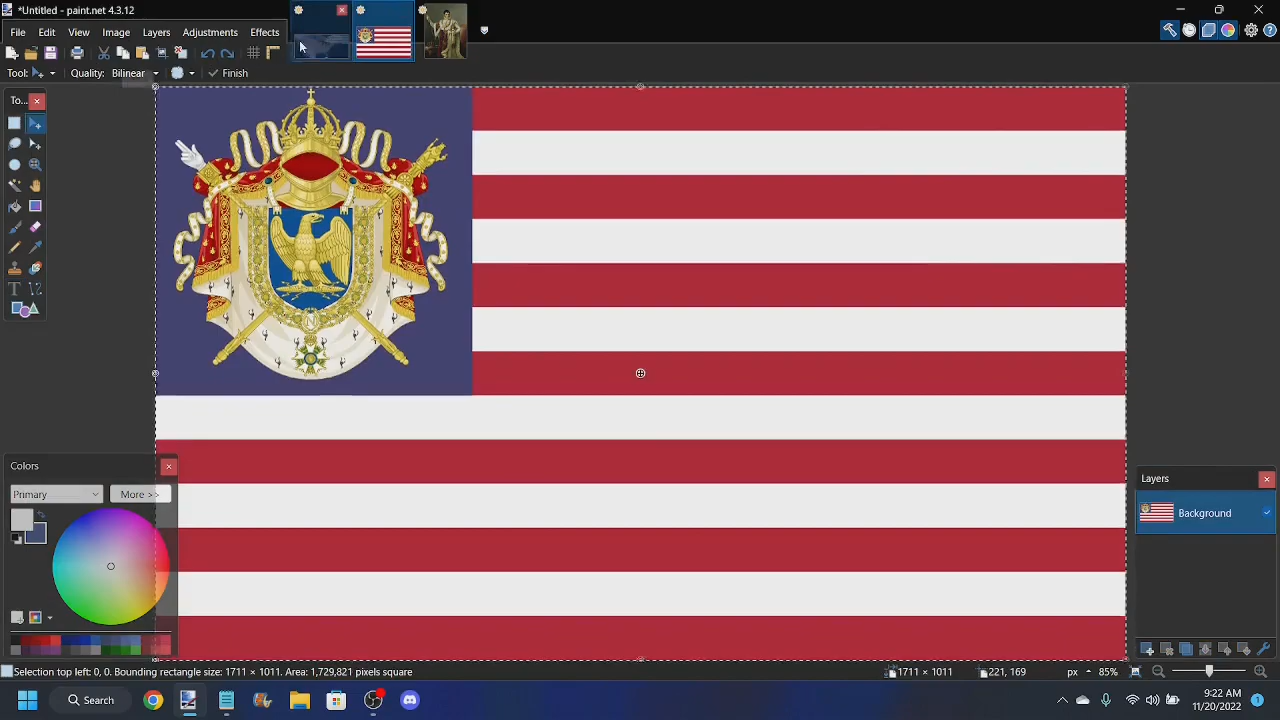 *Untitled - paint.net 4.3.12
File Edit View Image Layers Adjustments Effects
Tool: Quality: Bilinear Finish
To...
T
N
Colors
Primary
More >>
Layers
Background
Selection top left: 0, 0. Bounding rectangle size: 1711 × 1011. Area: 1,729,821 pixels square
1711 × 1011
221, 169
px
85%
Search
9:22 AM
11/20/2022
1